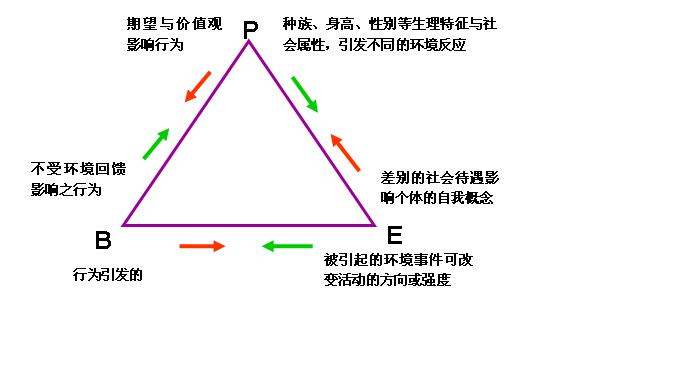 期望与价值观
影响行为
P
种族、身高、性别等生理特征与社
会属性，引发不同的环境反应
不受环境回馈
影响之行为
差别的社会待遇影
响个体的自我概念
B
E
行为引发的
被引起的环境事件可改
变活动的方向或强度